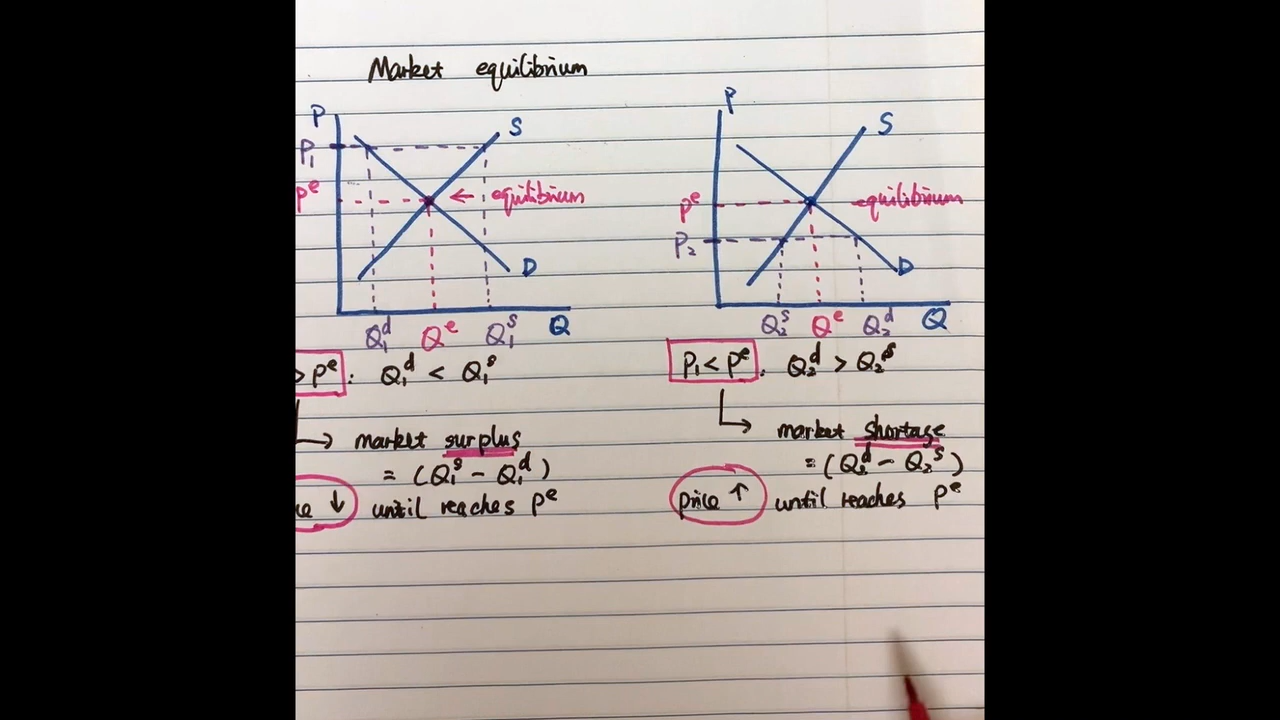 Market equilibrium
P
S
P₁
Pᵉ
← equilibrium
D
Q₁ᵈ Qᵉ Q₁ˢ Q
> Pᵉ : Q₁ᵈ < Q₁ˢ
→ market surplus
= (Q₁ˢ - Q₁ᵈ)
↓ until reaches Pᵉ
P
S
Pᵉ
equilibrium
P₂
D
Q₂ˢ Qᵉ Q₂ᵈ Q
P₁ < Pᵉ : Q₂ᵈ > Q₂ˢ
→ market shortage
= (Q₂ᵈ - Q₂ˢ)
price ↑ until reaches Pᵉ